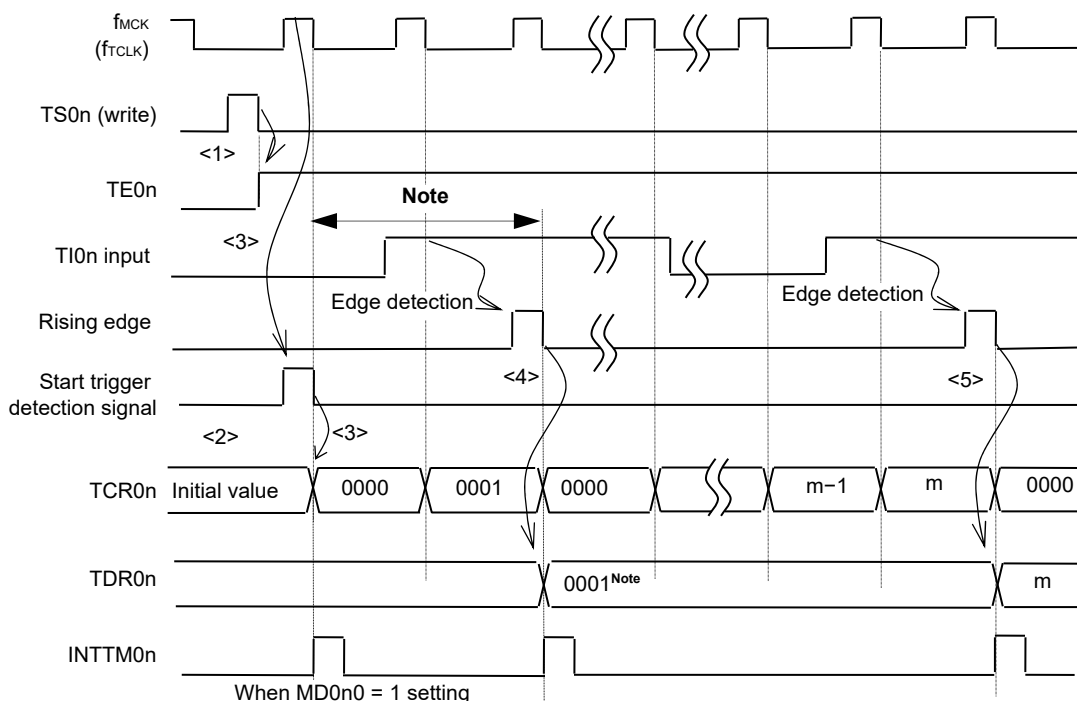 fMCK
(fTCLK)
TS0n (write)
<1>
TE0n
Note
<3>
TI0n input
Edge detection
Edge detection
Rising edge
<4>
<5>
Start trigger
detection signal
<2>
<3>
TCR0n
Initial value
0000
0001
0000
m−1
m
0000
TDR0n
0001Note
m
INTTM0n
When MD0n0 = 1 setting